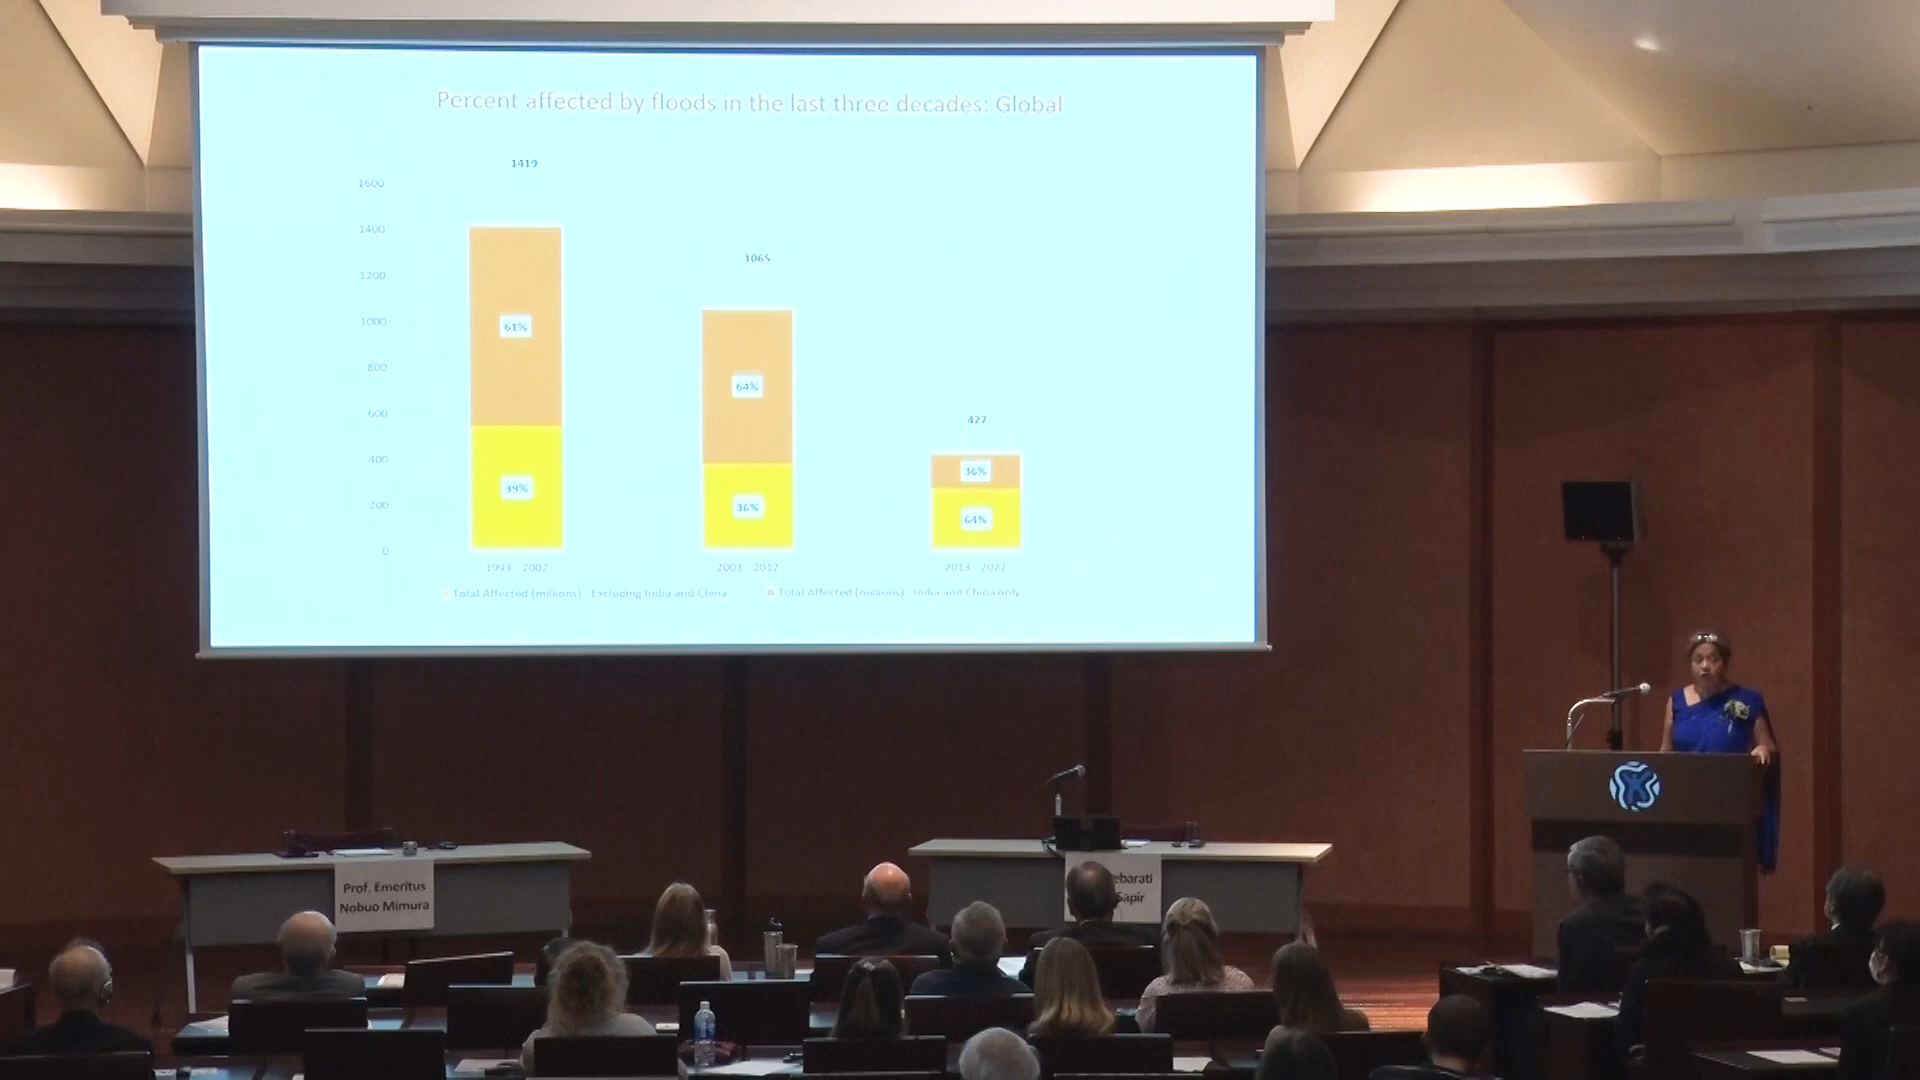 Percent affected by floods in the last three decades: Global
1419
1600
1400
1065
1200
1000
61%
800
64%
600
427
400
36%
39%
200
36%
64%
0
1993 - 2002
2003 - 2012
2013 - 2022
Total Affected (millions) - Excluding India and China
Total Affected (millions) - India and China only
Prof. Emeritus
Nobuo Mimura
ebarati
Sapir